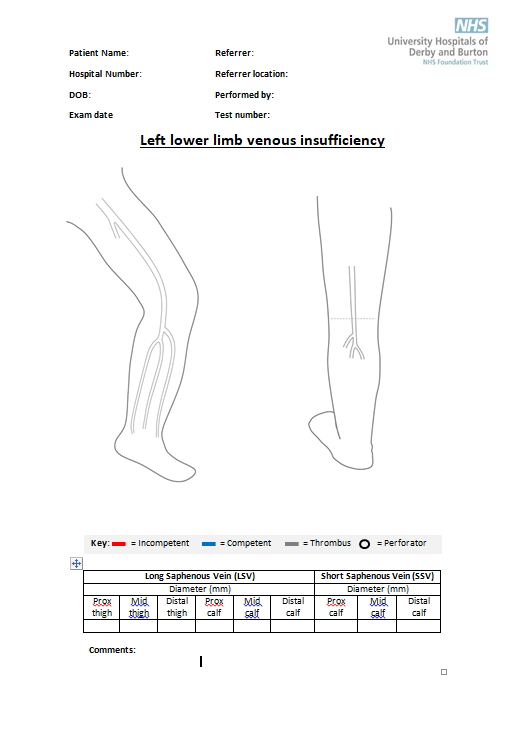 NHS
University Hospitals of
Derby and Burton
NHS Foundation Trust
Patient Name: Referrer:
Hospital Number: Referrer location:
DOB: Performed by:
Exam date Test number:
Left lower limb venous insufficiency
Key: = Incompetent = Competent = Thrombus = Perforator
Long Saphenous Vein (LSV) Short Saphenous Vein (SSV)
Diameter (mm) Diameter (mm)
Prox thigh Mid thigh Distal thigh Prox calf Mid calf Distal calf Prox calf Mid calf Distal calf
Comments: